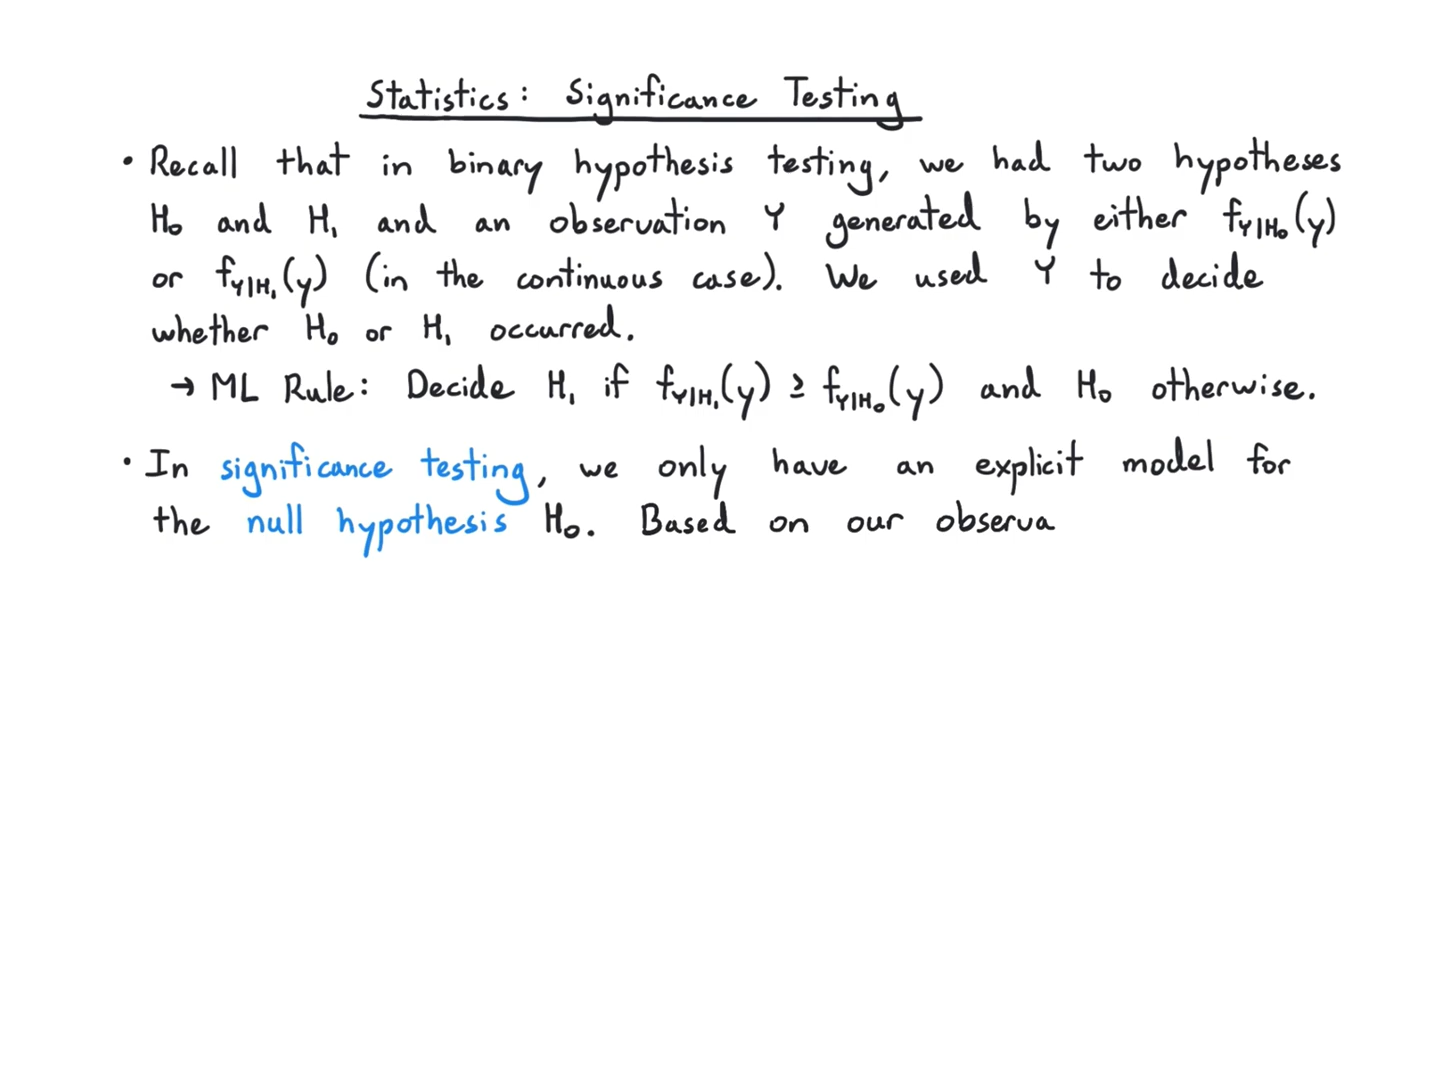 Statistics: Significance Testing
• Recall that in binary hypothesis testing, we had two hypotheses
H₀ and H₁ and an observation Y generated by either f_{Y|H₀}(y)
or f_{Y|H₁}(y) (in the continuous case). We used Y to decide
whether H₀ or H₁ occurred.
→ ML Rule: Decide H₁ if f_{Y|H₁}(y) ≥ f_{Y|H₀}(y) and H₀ otherwise.
• In significance testing, we only have an explicit model for
the null hypothesis H₀. Based on our observa